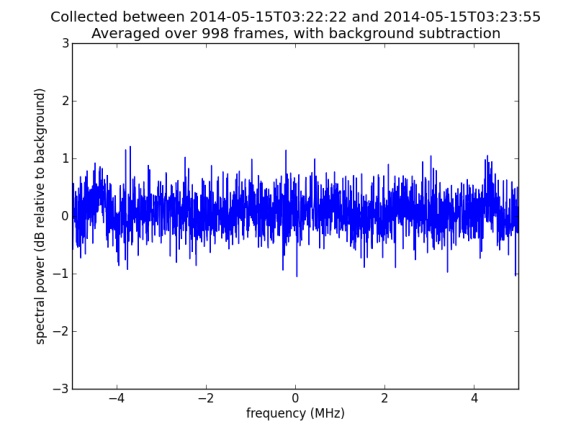 Collected between 2014-05-15T03:22:22 and 2014-05-15T03:23:55
Averaged over 998 frames, with background subtraction
3
2
1
0
−1
−2
−3
spectral power (dB relative to background)
−4 −2 0 2 4
frequency (MHz)